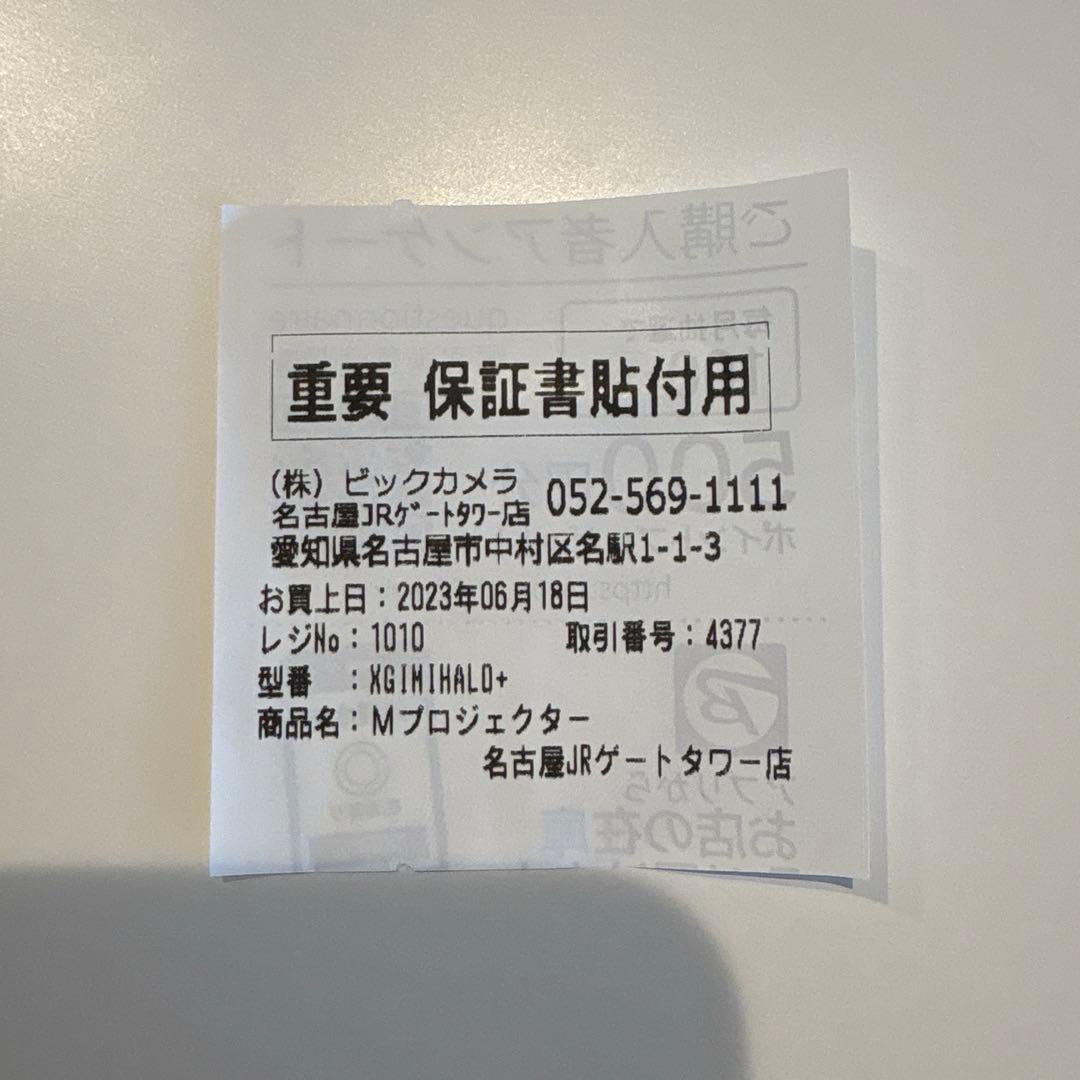 重要 保証書貼付用
(株) ビックカメラ 052-569-1111
名古屋JRｹﾞｰﾄﾀﾜｰ店
愛知県名古屋市中村区名駅1-1-3
お買上日：2023年06月18日
レジNo：1010 取引番号：4377
型番 ：XGIMIHALO+
商品名：Mプロジェクター
名古屋JRゲートタワー店